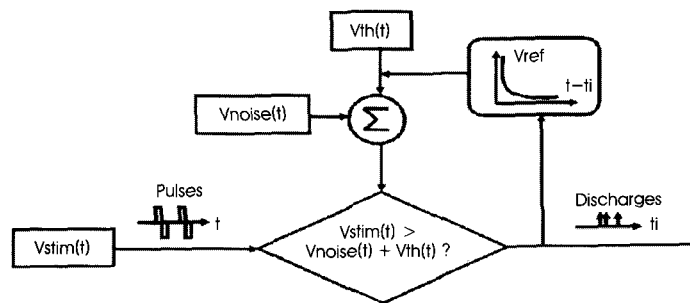 Vth(t)
Vref
t-ti
Vnoise(t)
Σ
Pulses
t
Discharges
ti
Vstim(t)
Vstim(t) >
Vnoise(t) + Vth(t) ?